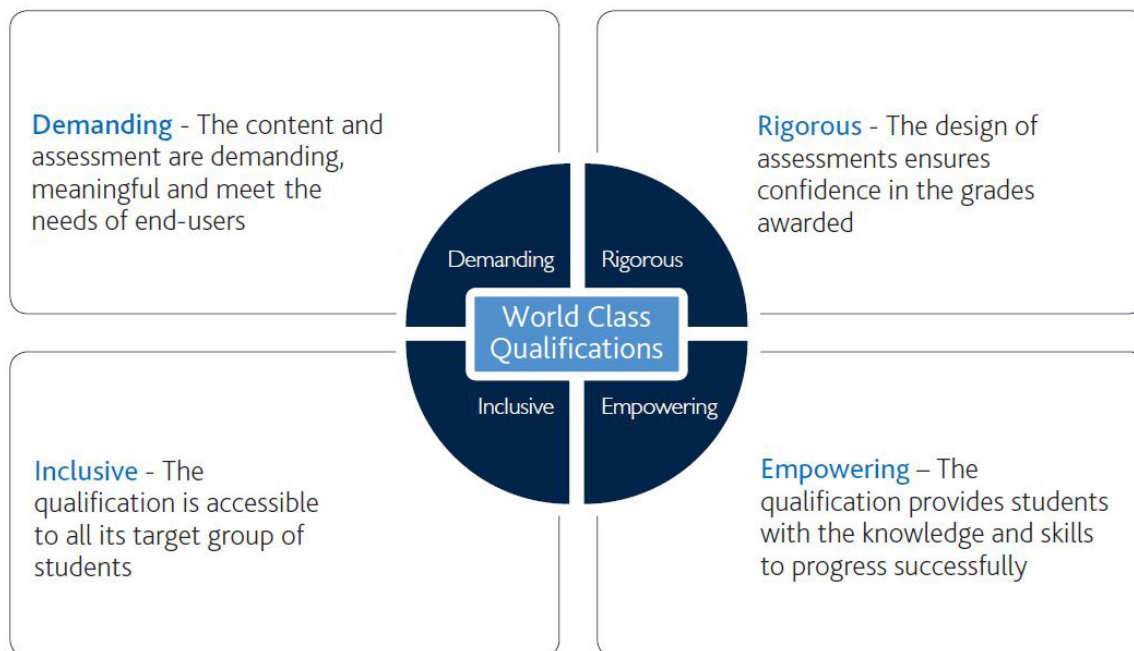 Demanding - The content and
assessment are demanding,
meaningful and meet the
needs of end-users
Rigorous - The design of
assessments ensures
confidence in the grades
awarded
Demanding
Rigorous
World Class
Qualifications
Inclusive
Empowering
Inclusive - The
qualification is accessible
to all its target group of
students
Empowering – The
qualification provides students
with the knowledge and skills
to progress successfully